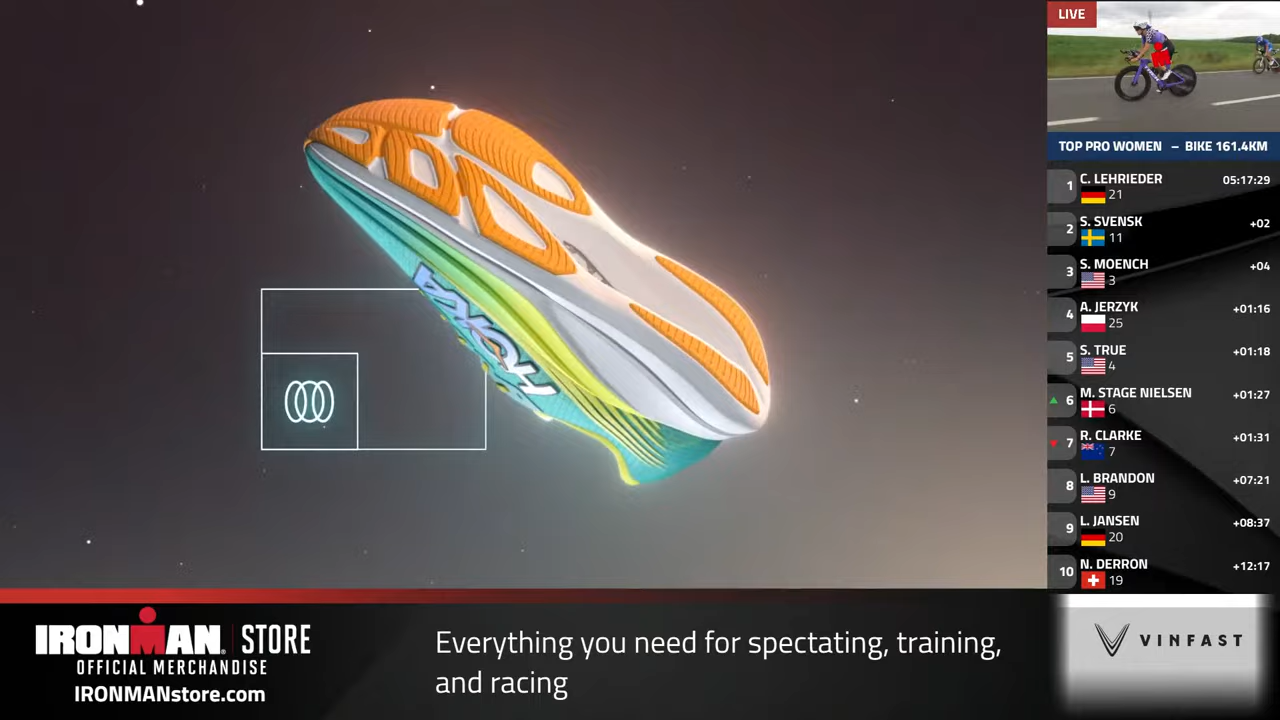 HOKA
LIVE
TOP PRO WOMEN – BIKE 161.4KM
1 C. LEHRIEDER 05:17:29
21
2 S. SVENSK +02
11
3 S. MOENCH +04
3
4 A. JERZYK +01:16
25
5 S. TRUE +01:18
4
6 M. STAGE NIELSEN +01:27
6
7 R. CLARKE +01:31
7
8 L. BRANDON +07:21
9
9 L. JANSEN +08:37
20
10 N. DERRON +12:17
19
IRONMAN® STORE
OFFICIAL MERCHANDISE
IRONMANstore.com
Everything you need for spectating, training,
and racing
VINFAST